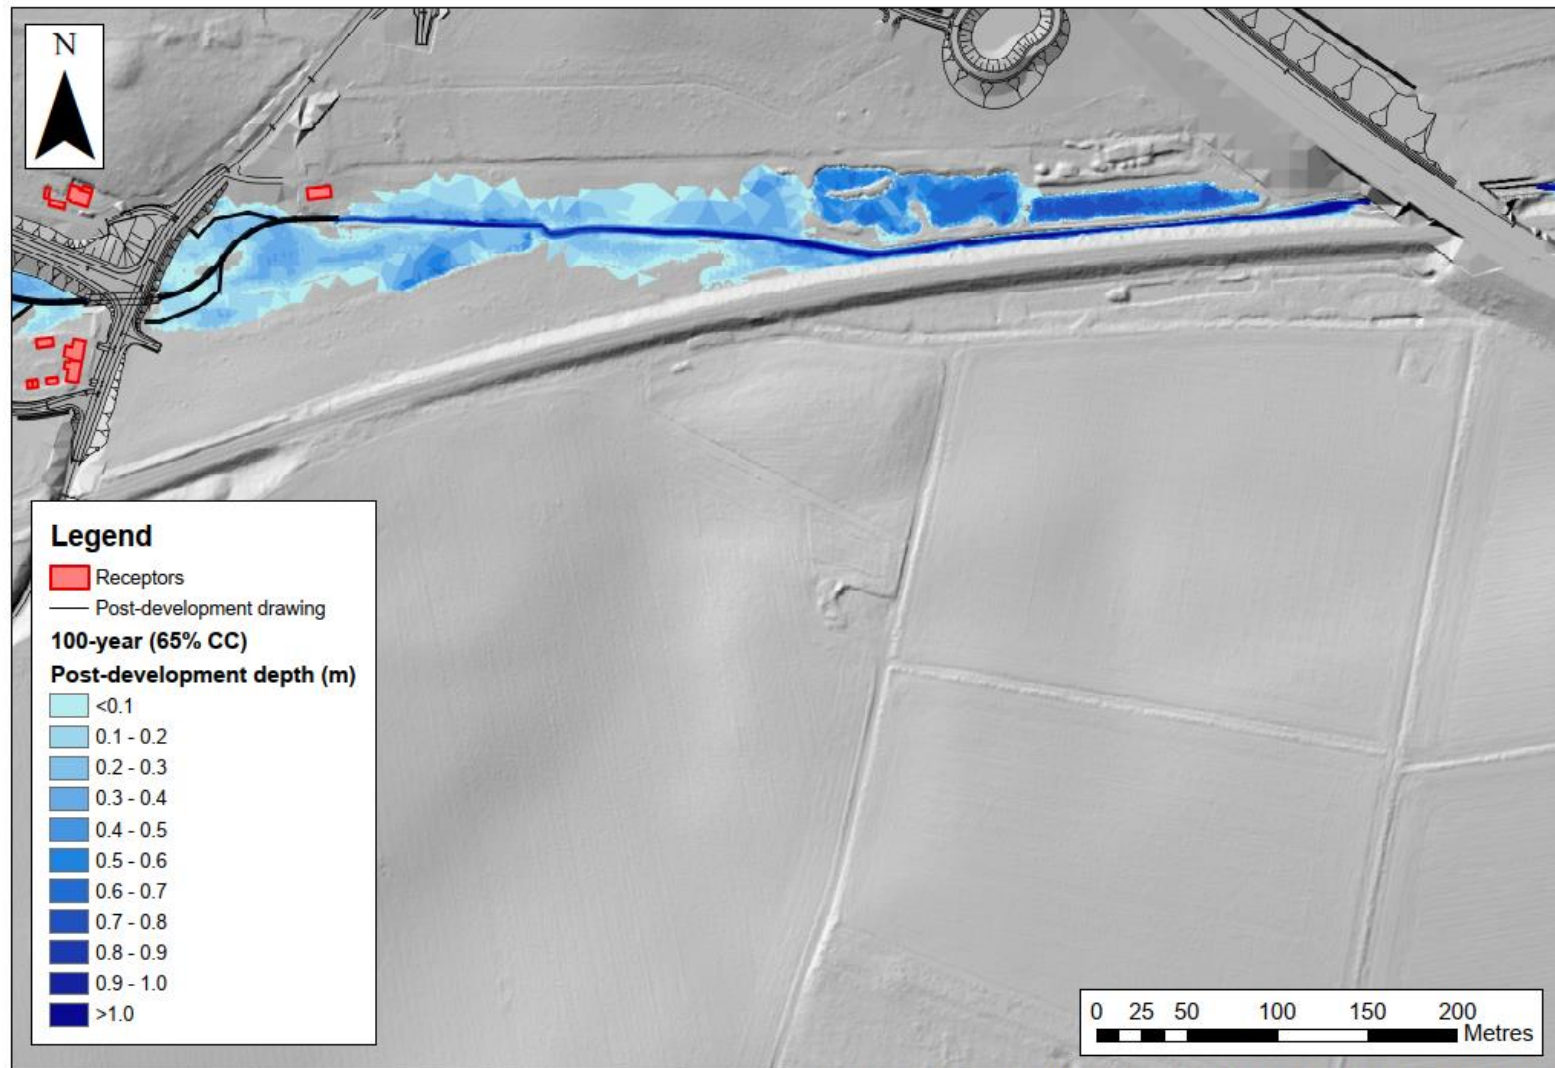 N
Legend
Receptors
Post-development drawing
100-year (65% CC)
Post-development depth (m)
<0.1
0.1 - 0.2
0.2 - 0.3
0.3 - 0.4
0.4 - 0.5
0.5 - 0.6
0.6 - 0.7
0.7 - 0.8
0.8 - 0.9
0.9 - 1.0
>1.0
0 25 50 100 150 200
Metres